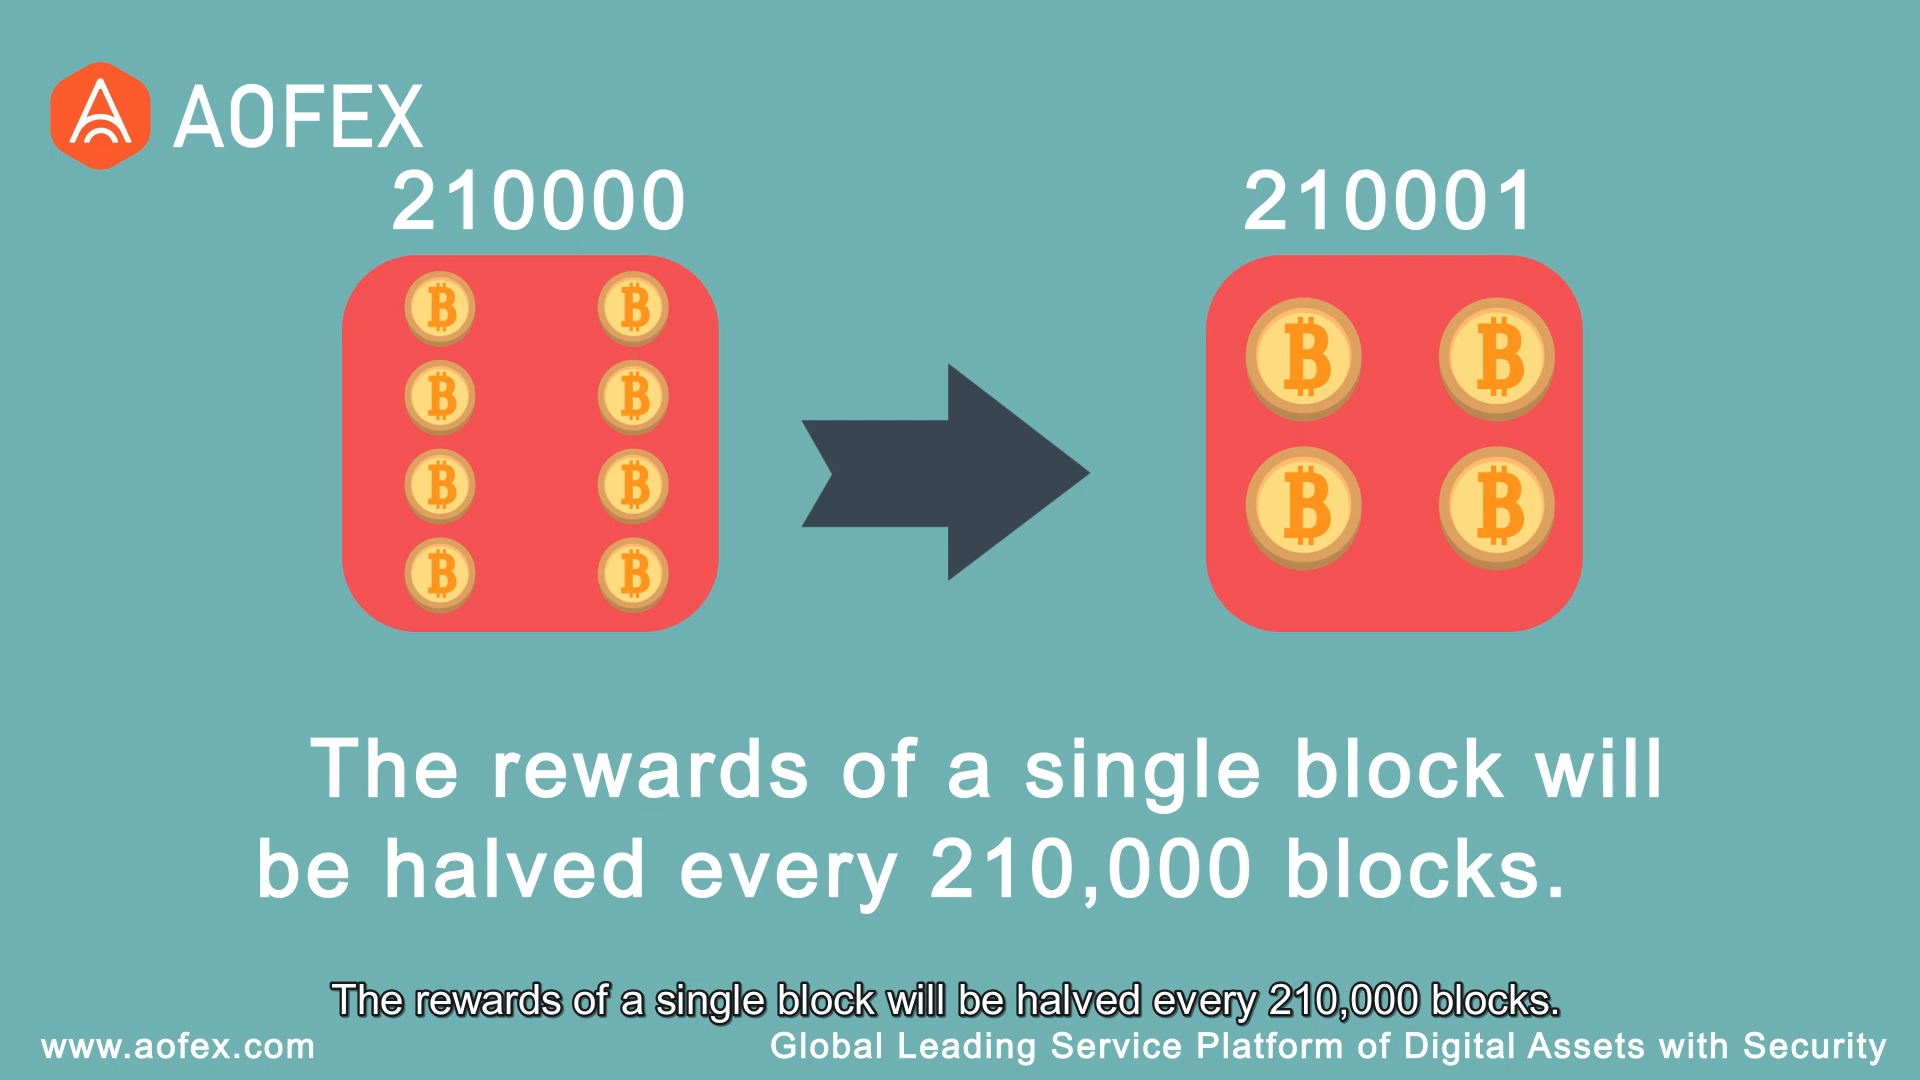 AOFEX
210000
210001
The rewards of a single block will
be halved every 210,000 blocks.
The rewards of a single block will be halved every 210,000 blocks.
www.aofex.com
Global Leading Service Platform of Digital Assets with Security